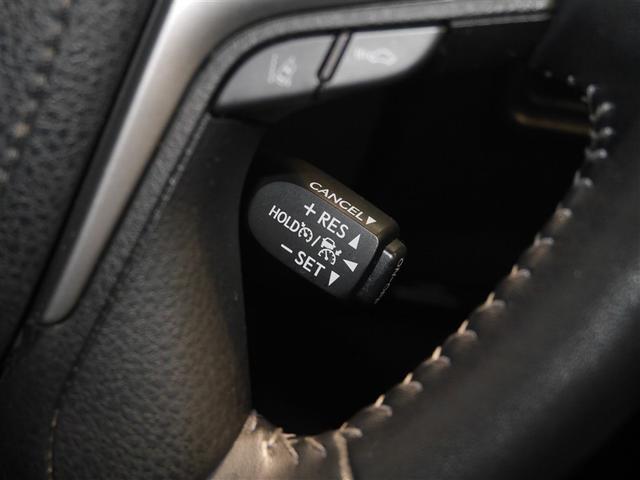 CANCEL▼
+ RES ▲
HOLD / ◀
− SET ▼